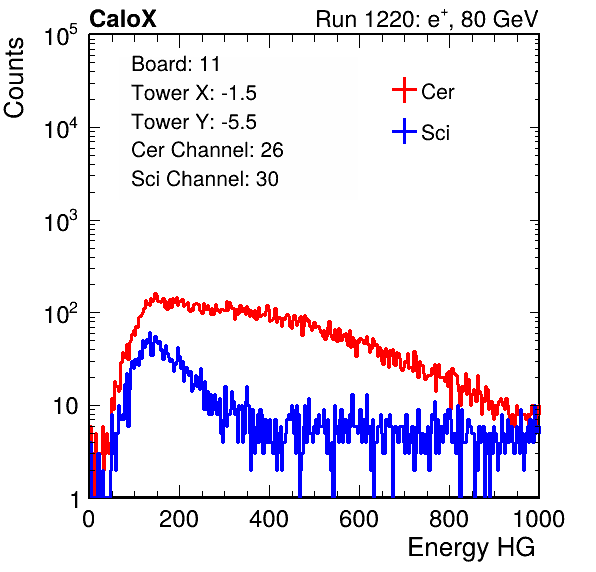 CaloX Run 1220: e⁺, 80 GeV
Counts
Board: 11
Tower X: -1.5
Tower Y: -5.5
Cer Channel: 26
Sci Channel: 30
Cer
Sci
10⁵
10⁴
10³
10²
10
1
0 200 400 600 800 1000
Energy HG